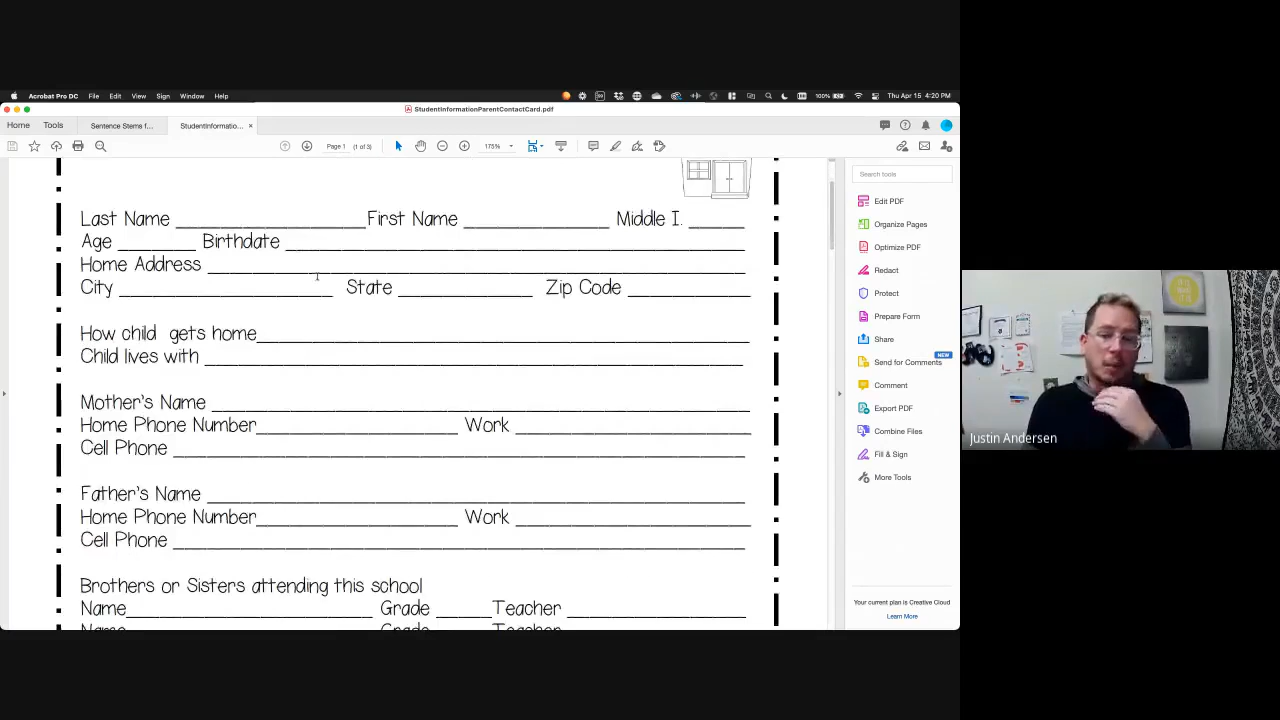 Acrobat Pro DC File Edit View Sign Window Help 100% Thu Apr 15 4:20 PM
StudentInformationParentContactCard.pdf
Home Tools Sentence Stems f... StudentInformatio... ×
Page 1 (1 of 3) 175%
Search tools
Last Name First Name Middle I.
Age Birthdate
Home Address
City State Zip Code
How child gets home
Child lives with
Mother's Name
Home Phone Number Work
Cell Phone
Father's Name
Home Phone Number Work
Cell Phone
Brothers or Sisters attending this school
Name Grade Teacher
Name Grade Teacher
Edit PDF
Organize Pages
Optimize PDF
Redact
Protect
Prepare Form
Share
NEW
Send for Comments
Comment
Export PDF
Combine Files
Fill & Sign
More Tools
Your current plan is Creative Cloud
Learn More
Justin Andersen